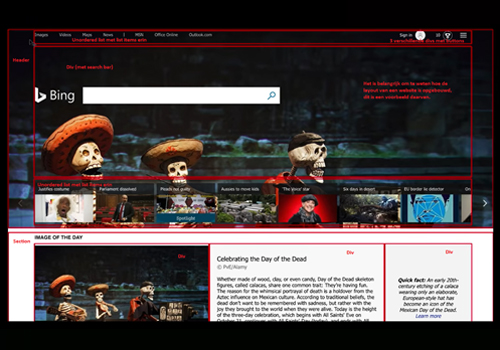 Images Videos Maps News | MSN Office Online Outlook.com
Sign in 10
Unordered list met list items erin
5 verschillende divs met buttons
Header:
Div (met search bar)
Het is belangrijk om te weten hoe de
layout van een website is opgebouwd,
dit is een voorbeeld daarvan.
Bing
Unordered list met list items erin
Justifies costume Parliament dissolved Picked out guilty Aussies to move kids 'The Voice' star Six days in desert EU border to detector On
Spotlight
Section
IMAGE OF THE DAY
Div
Div
Div
Celebrating the Day of the Dead
© PvE/Alamy
Whether made of wood, clay, or even candy, Day of the Dead skeleton
figures, called calacas, share one common trait: They're having fun.
The reason for the whimsical portrayal of death is a holdover from the
Aztec influence on Mexican culture. According to traditional beliefs, the
dead don't want to be remembered with sadness, but rather with the
joy they brought to the world when they were alive. Today is the height
of the three-day celebration, which begins with All Saints' Eve on
Quick fact: An early 20th-
century etching of a calaca
wearing only an elaborate,
European-style hat has
become an icon of the
Mexican Day of the Dead.
Learn more